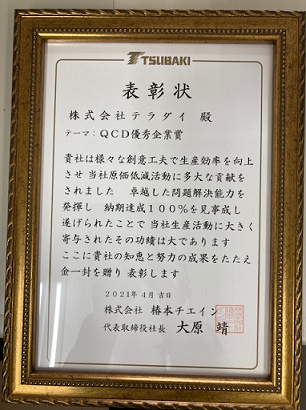 TSUBAKI
表彰状
株式会社テラダイ 殿
テーマ：QCD優秀企業賞
貴社は様々な創意工夫で生産効率を向上
させ 当社原価低減活動に多大な貢献を
されました 卓越した問題解決能力を
発揮し 納期達成100％を見事成し
遂げられたことで 当社生産活動に大きく
寄与されたその功績は大であります
ここに貴社の知恵と努力の成果をたたえ
金一封を贈り 表彰します
2021年4月吉日
株式会社 椿本チエイン
代表取締役社長 大原 靖